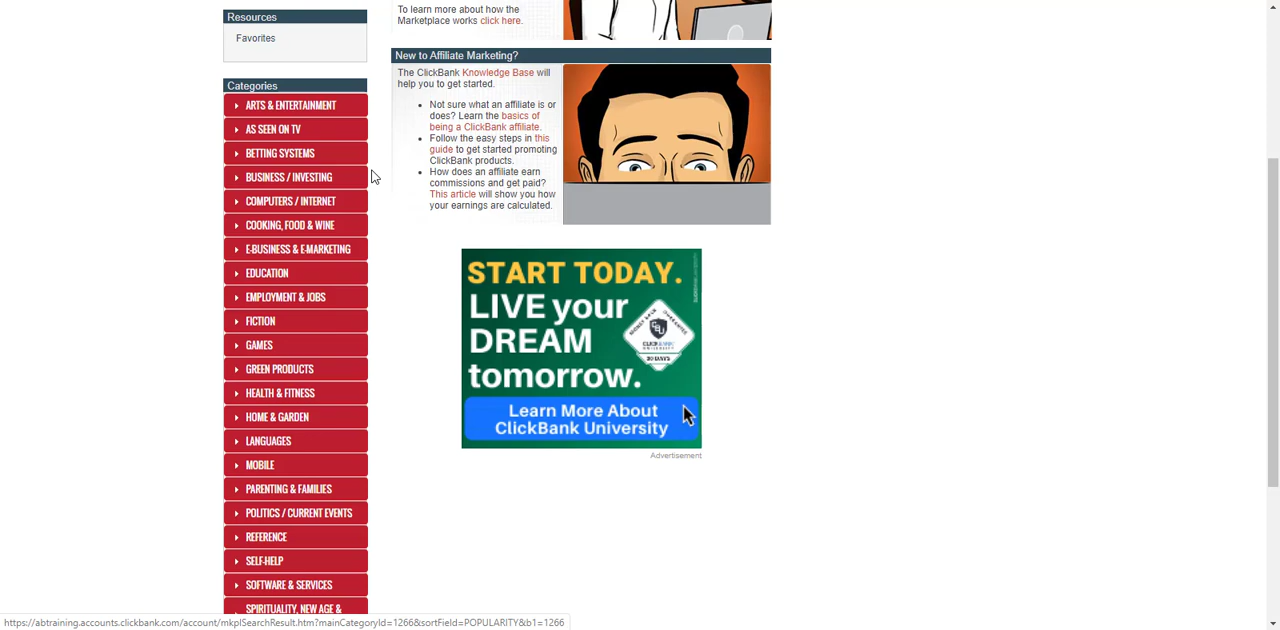 Resources
Favorites
Categories
ARTS & ENTERTAINMENT
AS SEEN ON TV
BETTING SYSTEMS
BUSINESS / INVESTING
COMPUTERS / INTERNET
COOKING, FOOD & WINE
E-BUSINESS & E-MARKETING
EDUCATION
EMPLOYMENT & JOBS
FICTION
GAMES
GREEN PRODUCTS
HEALTH & FITNESS
HOME & GARDEN
LANGUAGES
MOBILE
PARENTING & FAMILIES
POLITICS / CURRENT EVENTS
REFERENCE
SELF-HELP
SOFTWARE & SERVICES
SPIRITUALITY, NEW AGE &
To learn more about how the
Marketplace works click here.
New to Affiliate Marketing?
The ClickBank Knowledge Base will
help you to get started.
Not sure what an affiliate is or
does? Learn the basics of
being a ClickBank affiliate.
Follow the easy steps in this
guide to get started promoting
ClickBank products.
How does an affiliate earn
commissions and get paid?
This article will show you how
your earnings are calculated.
START TODAY.
LIVE your
DREAM
tomorrow.
Learn More About
ClickBank University
Advertisement
https://abtraining.accounts.clickbank.com/account/mkplSearchResult.htm?mainCategoryId=1266&sortField=POPULARITY&b1=1266